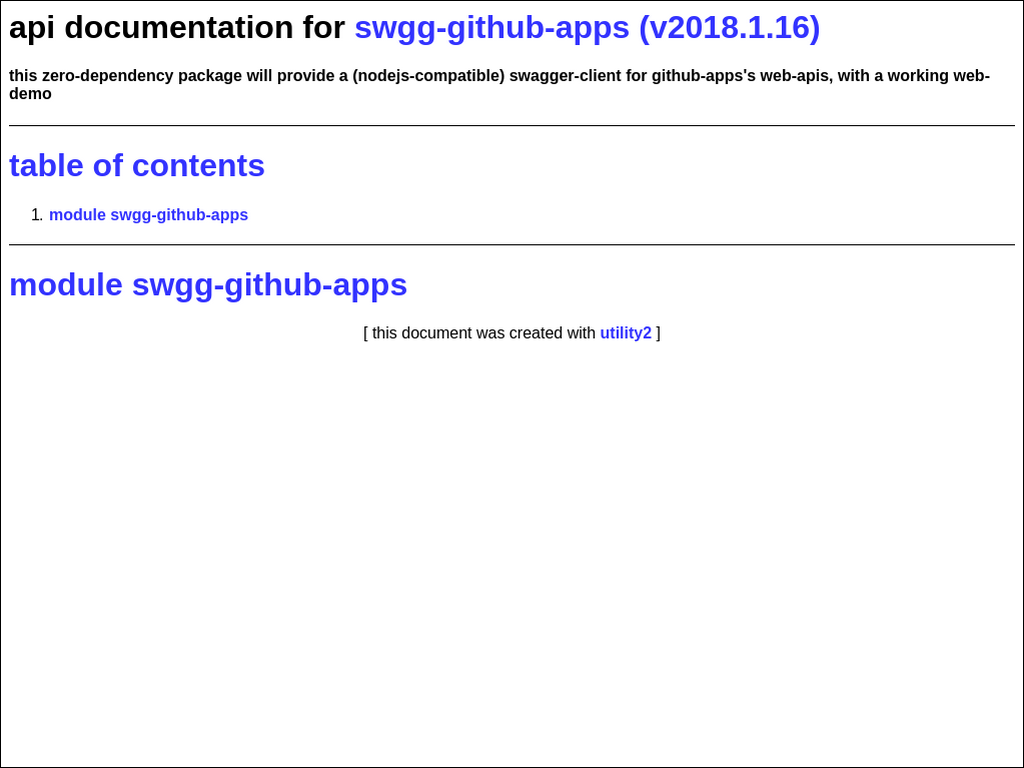 api documentation for swgg-github-apps (v2018.1.16)
this zero-dependency package will provide a (nodejs-compatible) swagger-client for github-apps's web-apis, with a working web-
demo
table of contents
1. module swgg-github-apps
module swgg-github-apps
[ this document was created with utility2 ]